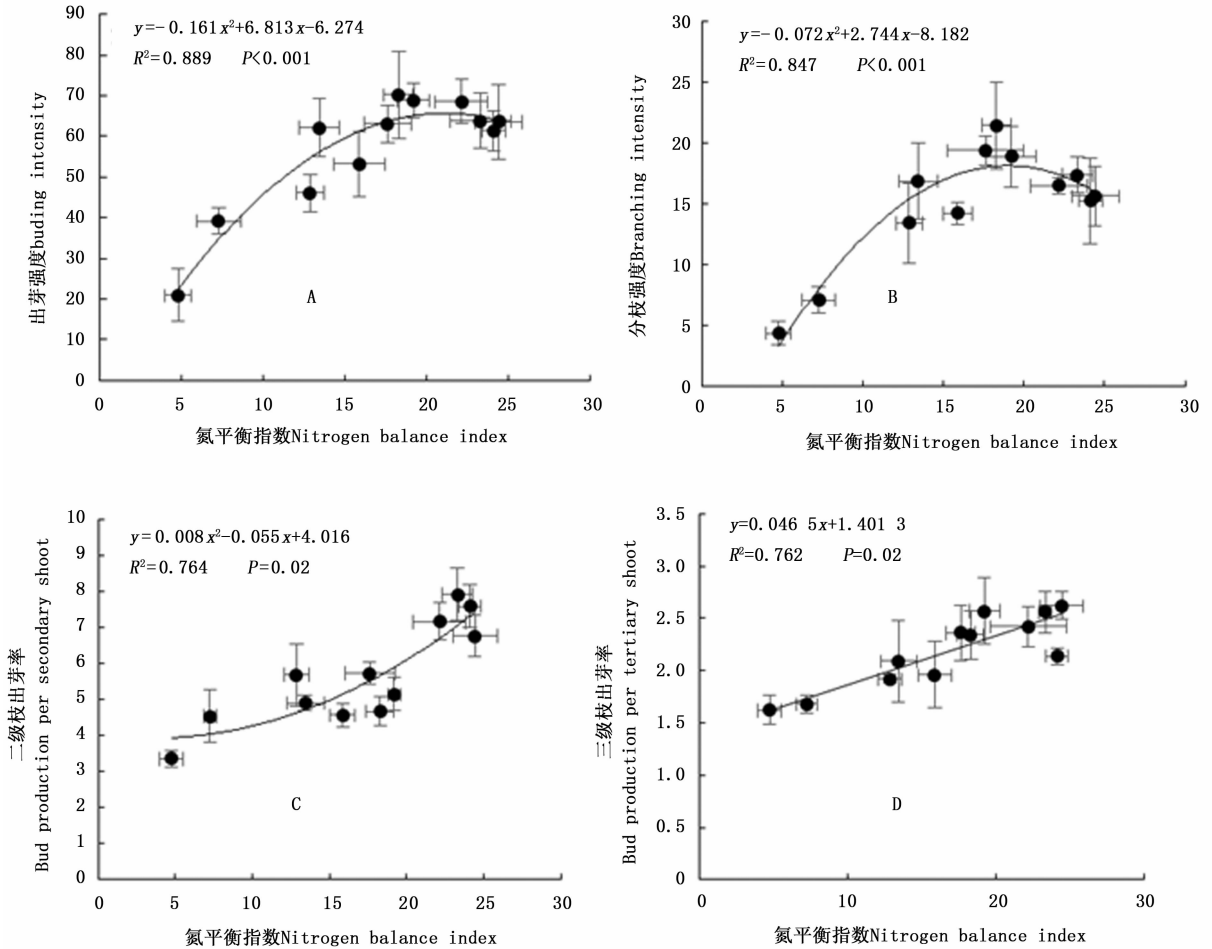 y=- 0.161x²+6.813x-6.274
R²=0.889 P<0.001
90
80
70
60
50
40
30
20
10
0
出芽强度buding intcnsity
A
0 5 10 15 20 25 30
氮平衡指数Nitrogen balance index
y=- 0.072x²+2.744x-8.182
R²=0.847 P<0.001
30
25
20
15
10
5
0
分枝强度Branching intensity
B
0 5 10 15 20 25 30
氮平衡指数Nitrogen balance index
y= 0.008x²-0.055x+4.016
R²=0.764 P=0.02
10
9
8
7
6
5
4
3
2
1
0
二级枝出芽率
Bud production per secondary shoot
C
0 5 10 15 20 25 30
氮平衡指数Nitrogen balance index
y=0.046 5x+1.401 3
R²=0.762 P=0.02
3.5
3.0
2.5
2.0
1.5
1.0
0.5
0
三级枝出芽率
Bud production per tertiary shoot
D
0 10 20 30
氮平衡指数Nitrogen balance index